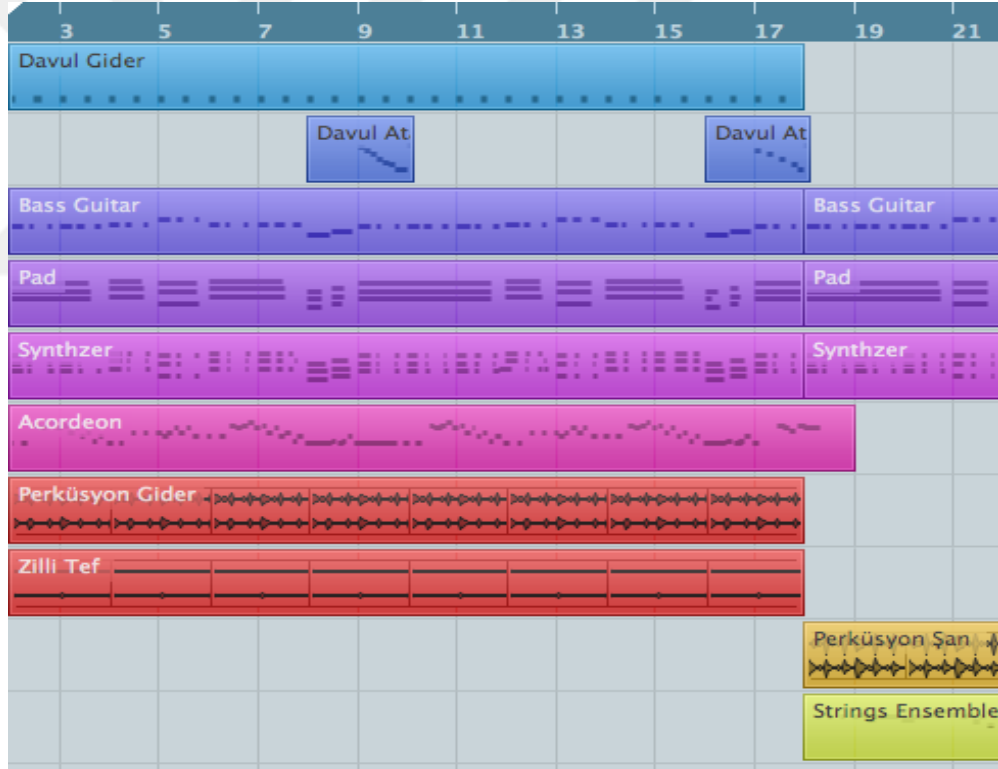 3 5 7 9 11 13 15 17 19 21
Davul Gider
Davul At Davul At
Bass Guitar Bass Guitar
Pad Pad
Synthzer Synthzer
Acordeon
Perküsyon Gider
Zilli Tef
Perküsyon Şan
Strings Ensemble